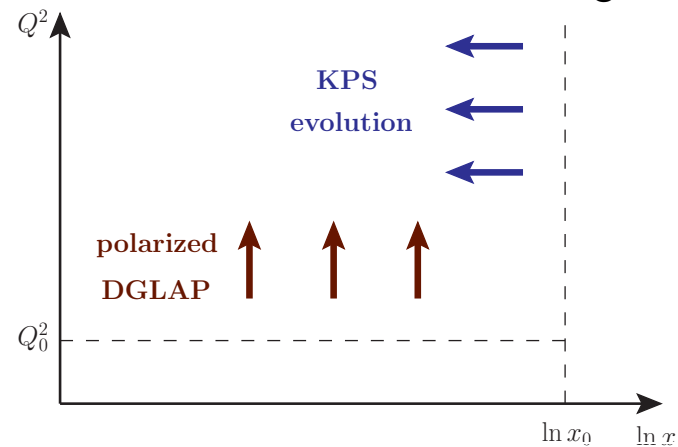 Q²
KPS
evolution
polarized
DGLAP
Q₀²
ln x₀
ln x